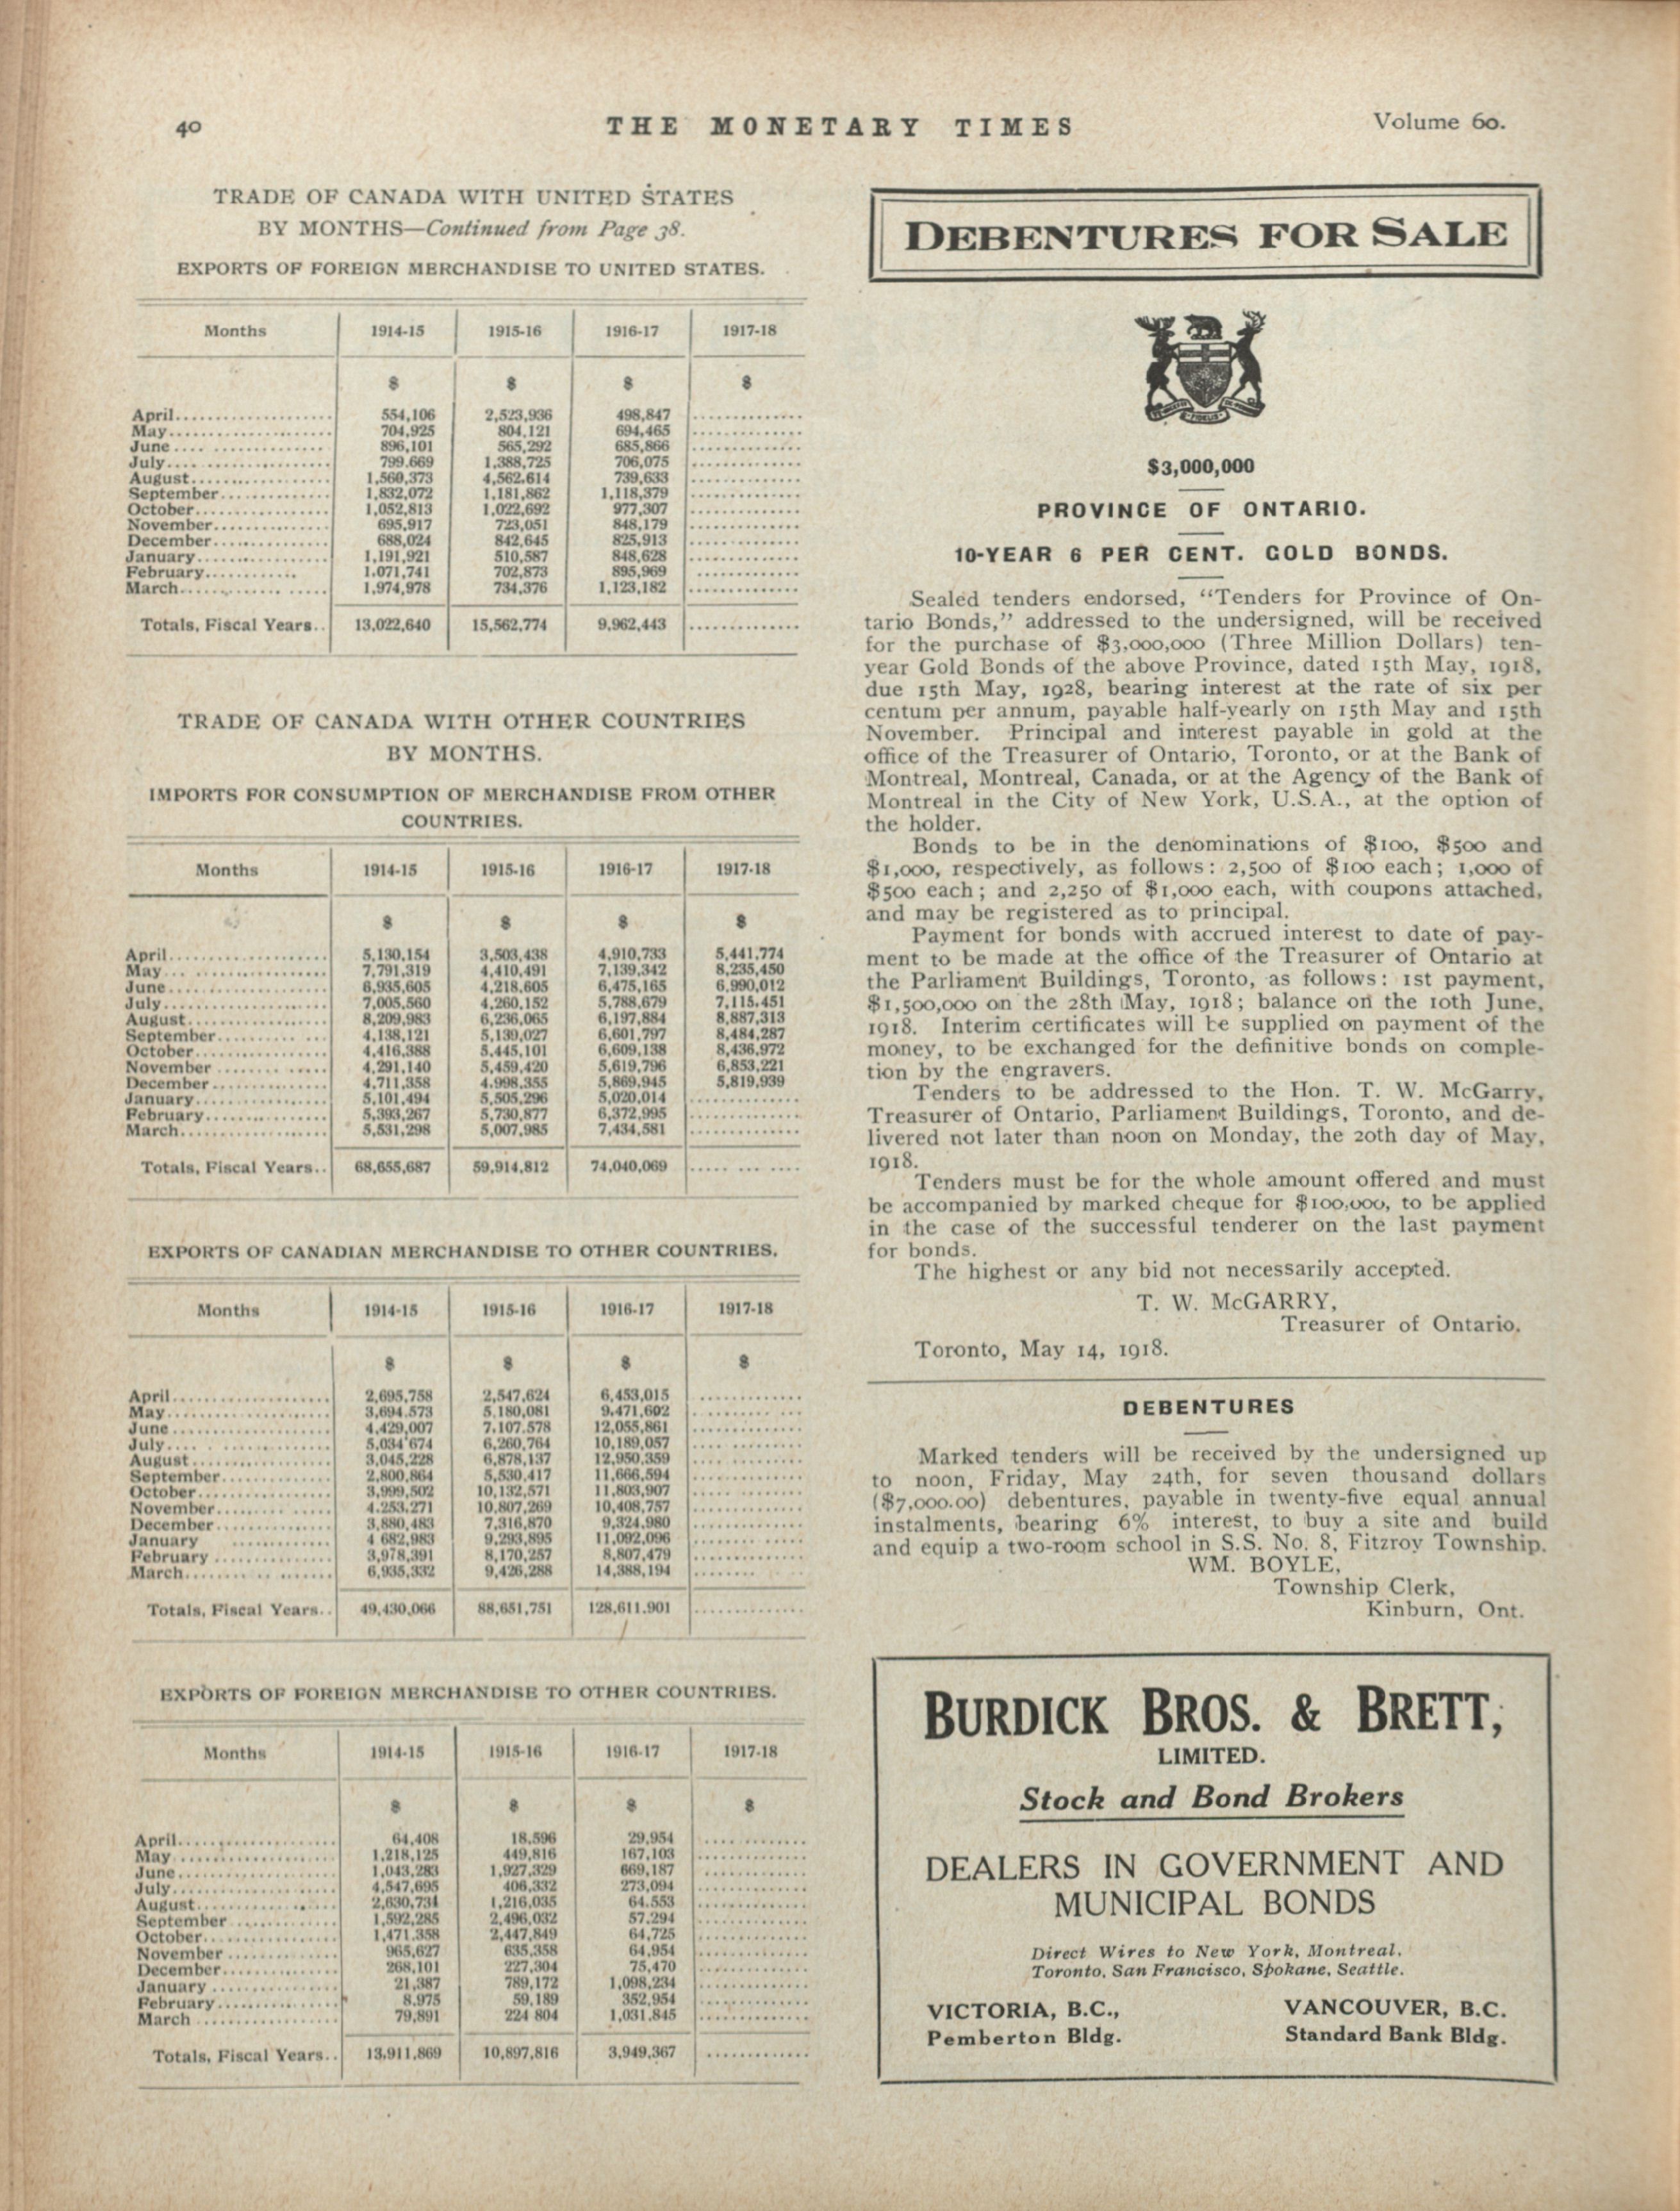 40
THE MONETARY TIMES
Volume 60.
TRADE OF CANADA WITH UNITED STATES
BY MONTHS—Continued from Page 38.
EXPORTS OF FOREIGN MERCHANDISE TO UNITED STATES.
Months 1914-15 1915-16 1916-17 1917-18
$ $ $ $
April 554,106 2,523,936 498,847
May 704,925 804,121 694,465
June 896,101 565,292 685,866
July 799,669 1,388,725 706,075
August 1,560,373 4,562,614 739,633
September 1,832,072 1,181,862 1,118,379
October 1,052,813 1,022,692 977,307
November 695,917 723,051 848,179
December 688,024 842,645 825,913
January 1,191,921 510,587 848,628
February 1,071,741 702,873 895,969
March 1,974,978 734,376 1,123,182
Totals, Fiscal Years 13,022,640 15,562,774 9,962,443
TRADE OF CANADA WITH OTHER COUNTRIES
BY MONTHS.
IMPORTS FOR CONSUMPTION OF MERCHANDISE FROM OTHER
COUNTRIES.
Months 1914-15 1915-16 1916-17 1917-18
$ $ $ $
April 5,130,154 3,503,438 4,910,733 5,441,774
May 7,791,319 4,410,491 7,139,342 8,235,450
June 6,935,605 4,218,605 6,475,165 6,990,012
July 7,005,560 4,260,152 5,788,679 7,115,451
August 8,209,983 6,236,065 6,197,884 8,887,313
September 4,138,121 5,139,027 6,601,797 8,484,287
October 4,416,388 5,445,101 6,609,138 8,436,972
November 4,291,140 5,459,420 5,619,796 6,853,221
December 4,711,358 4,998,355 5,869,945 5,819,939
January 5,101,494 5,505,296 5,020,014
February 5,393,267 5,730,877 6,372,995
March 5,531,298 5,007,985 7,434,581
Totals, Fiscal Years 68,655,687 59,914,812 74,040,069
EXPORTS OF CANADIAN MERCHANDISE TO OTHER COUNTRIES.
Months 1914-15 1915-16 1916-17 1917-18
$ $ $ $
April 2,695,758 2,547,624 6,453,015
May 3,694,573 5,180,081 9,471,602
June 4,429,007 7,107,578 12,055,861
July 5,034,674 6,260,764 10,189,057
August 3,045,228 6,878,137 12,950,359
September 2,800,864 5,530,417 11,666,594
October 3,999,502 10,132,571 11,803,907
November 4,253,271 10,807,269 10,408,757
December 3,880,483 7,316,870 9,324,980
January 4 682,983 9,293,895 11,092,096
February 3,978,391 8,170,257 8,807,479
March 6,935,332 9,426,288 14,388,194
Totals, Fiscal Years 49,430,066 88,651,751 128,611,901
EXPORTS OF FOREIGN MERCHANDISE TO OTHER COUNTRIES.
Months 1914-15 1915-16 1916-17 1917-18
$ $ $ $
April 64,408 18,596 29,954
May 1,218,125 449,816 167,103
June 1,043,283 1,927,329 669,187
July 4,547,695 406,332 273,094
August 2,630,734 1,216,035 64,553
September 1,592,285 2,496,032 57,294
October 1,471,358 2,447,849 64,725
November 965,627 635,358 64,954
December 268,101 227,304 75,470
January 21,387 789,172 1,098,234
February 8,975 59,189 352,954
March 79,891 224 804 1,031,845
Totals, Fiscal Years 13,911,869 10,897,816 3,949,367
DEBENTURES FOR SALE
$3,000,000
PROVINCE OF ONTARIO.
10-YEAR 6 PER CENT. GOLD BONDS.
Sealed tenders endorsed, “Tenders for Province of On-
tario Bonds,” addressed to the undersigned, will be received
for the purchase of $3,000,000 (Three Million Dollars) ten-
year Gold Bonds of the above Province, dated 15th May, 1918,
due 15th May, 1928, bearing interest at the rate of six per
centum per annum, payable half-yearly on 15th May and 15th
November. Principal and interest payable in gold at the
office of the Treasurer of Ontario, Toronto, or at the Bank of
Montreal, Montreal, Canada, or at the Agency of the Bank of
Montreal in the City of New York, U.S.A., at the option of
the holder.
Bonds to be in the denominations of $100, $500 and
$1,000, respectively, as follows: 2,500 of $100 each; 1,000 of
$500 each; and 2,250 of $1,000 each, with coupons attached,
and may be registered as to principal.
Payment for bonds with accrued interest to date of pay-
ment to be made at the office of the Treasurer of Ontario at
the Parliament Buildings, Toronto, as follows: 1st payment,
$1,500,000 on the 28th May, 1918; balance on the 10th June,
1918. Interim certificates will be supplied on payment of the
money, to be exchanged for the definitive bonds on comple-
tion by the engravers.
Tenders to be addressed to the Hon. T. W. McGarry,
Treasurer of Ontario, Parliament Buildings, Toronto, and de-
livered not later than noon on Monday, the 20th day of May,
1918.
Tenders must be for the whole amount offered and must
be accompanied by marked cheque for $100,000, to be applied
in the case of the successful tenderer on the last payment
for bonds.
The highest or any bid not necessarily accepted.
T. W. McGARRY,
Treasurer of Ontario.
Toronto, May 14, 1918.
DEBENTURES
Marked tenders will be received by the undersigned up
to noon, Friday, May 24th, for seven thousand dollars
($7,000.00) debentures, payable in twenty-five equal annual
instalments, bearing 6% interest, to buy a site and build
and equip a two-room school in S.S. No. 8, Fitzroy Township.
WM. BOYLE,
Township Clerk,
Kinburn, Ont.
BURDICK BROS. & BRETT,
LIMITED.
Stock and Bond Brokers
DEALERS IN GOVERNMENT AND
MUNICIPAL BONDS
Direct Wires to New York, Montreal,
Toronto, San Francisco, Spokane, Seattle.
VICTORIA, B.C.,
Pemberton Bldg.
VANCOUVER, B.C.
Standard Bank Bldg.